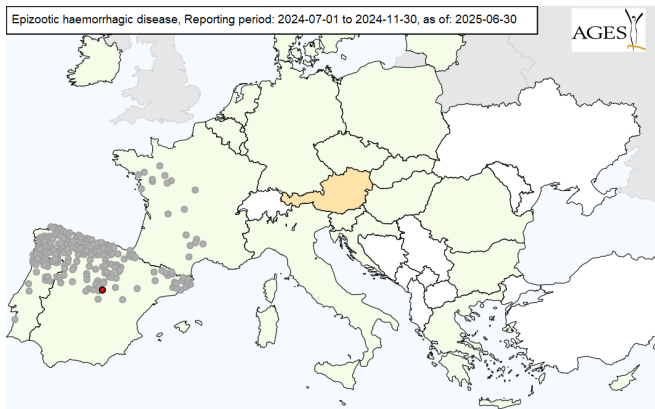 Epizootic haemorrhagic disease, Reporting period: 2024-07-01 to 2024-11-30, as of: 2025-06-30
AGES